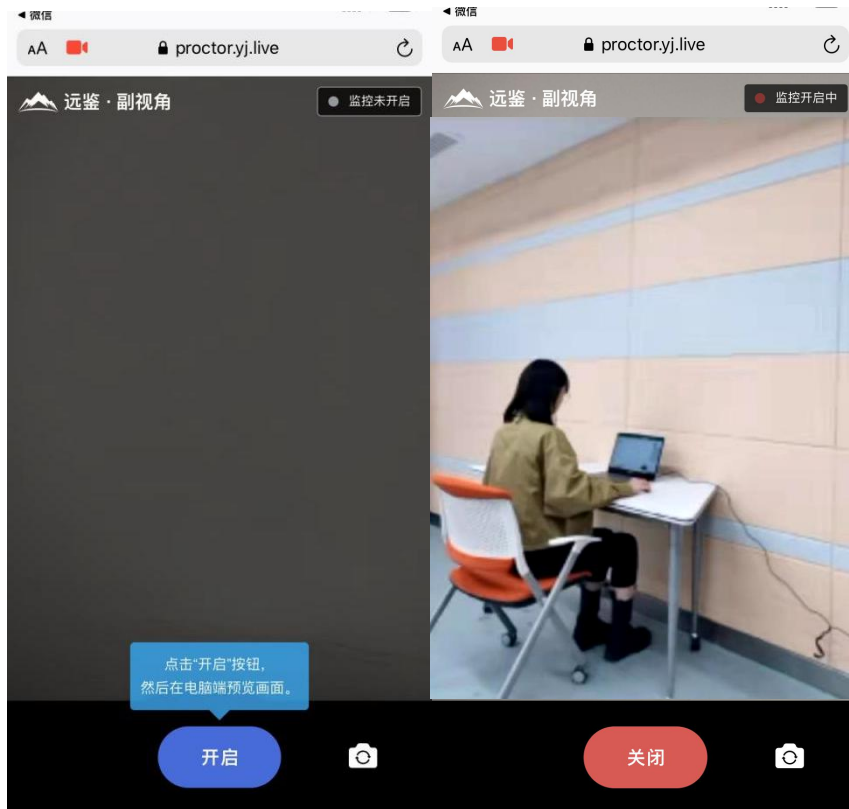 ◀ 微信
AA proctor.yj.live
远鉴 · 副视角
监控未开启
点击“开启”按钮,
然后在电脑端预览画面。
开启
◀ 微信
AA proctor.yj.live
远鉴 · 副视角
监控开启中
关闭